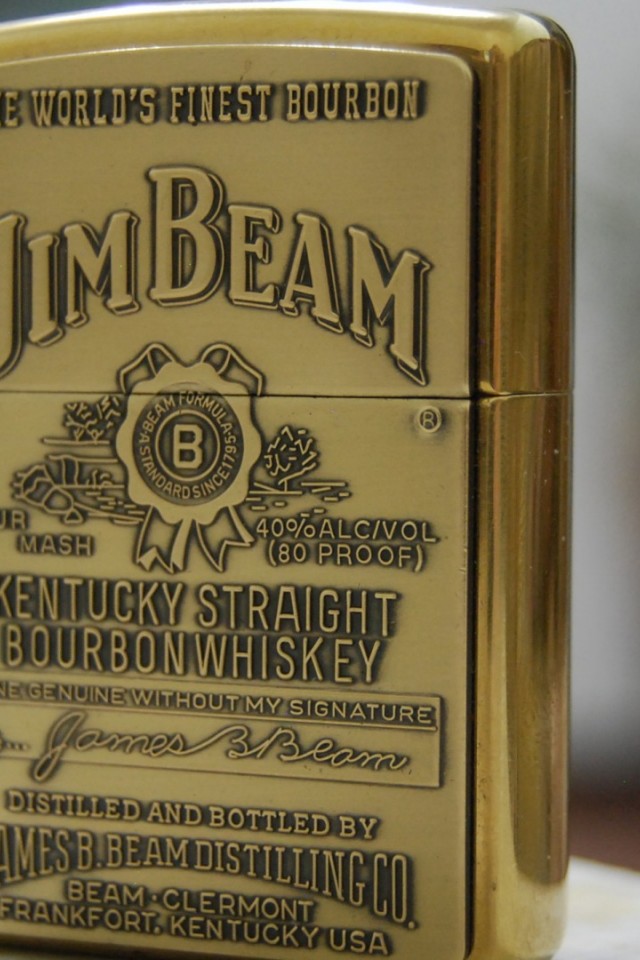 E WORLD'S FINEST BOURBON
JIM BEAM
®
A BEAM FORMULA
B
A STANDARD SINCE 1795
UR
MASH
40% ALC/VOL
(80 PROOF)
KENTUCKY STRAIGHT
BOURBON WHISKEY
NE GENUINE WITHOUT MY SIGNATURE
James B Beam
DISTILLED AND BOTTLED BY
AMES B. BEAM DISTILLING CO.
BEAM · CLERMONT
FRANKFORT, KENTUCKY USA